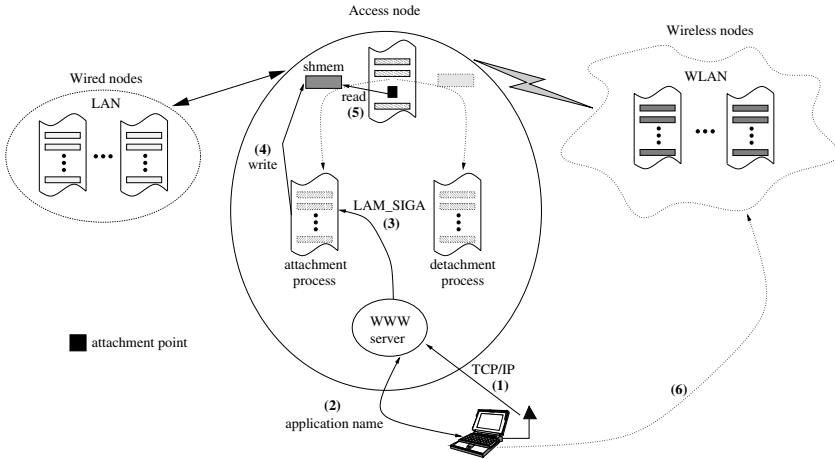 Access node
Wireless nodes
Wired nodes
LAN
shmem
read
(5)
WLAN
(4)
write
LAM_SIGA
(3)
attachment
process
detachment
process
WWW
server
attachment point
TCP/IP
(1)
(2)
application name
(6)